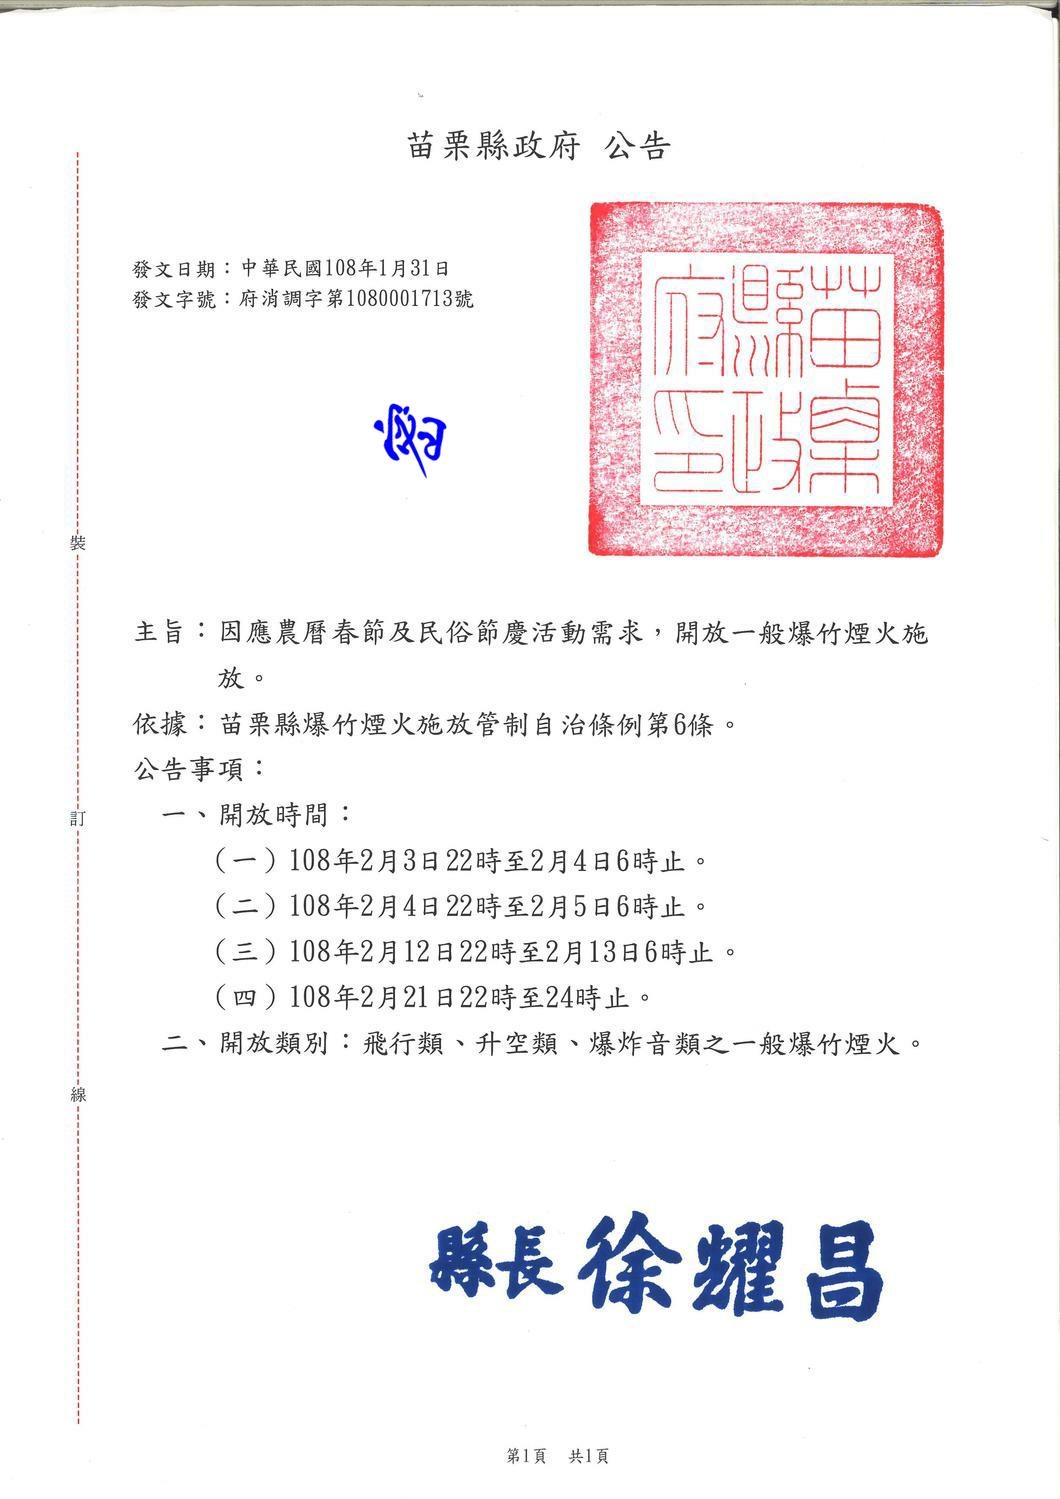 苗栗縣政府 公告
發文日期：中華民國108年1月31日
發文字號：府消調字第1080001713號
苗栗縣政府印
裝
主旨：因應農曆春節及民俗節慶活動需求，開放一般爆竹煙火施
放。
依據：苗栗縣爆竹煙火施放管制自治條例第6條。
公告事項：
一、開放時間：
訂
（一）108年2月3日22時至2月4日6時止。
（二）108年2月4日22時至2月5日6時止。
（三）108年2月12日22時至2月13日6時止。
（四）108年2月21日22時至24時止。
二、開放類別：飛行類、升空類、爆炸音類之一般爆竹煙火。
線
縣長徐耀昌
第1頁 共1頁